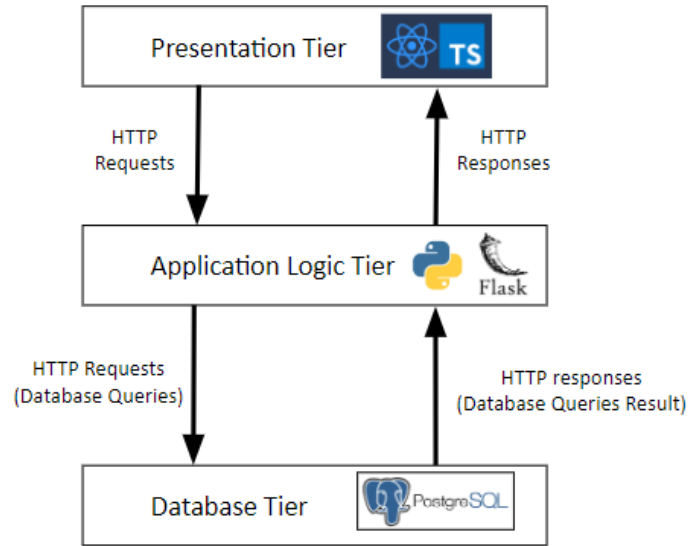 Presentation Tier
TS
HTTP
Requests
HTTP
Responses
Application Logic Tier
Flask
HTTP Requests
(Database Queries)
HTTP responses
(Database Queries Result)
Database Tier
PostgreSQL